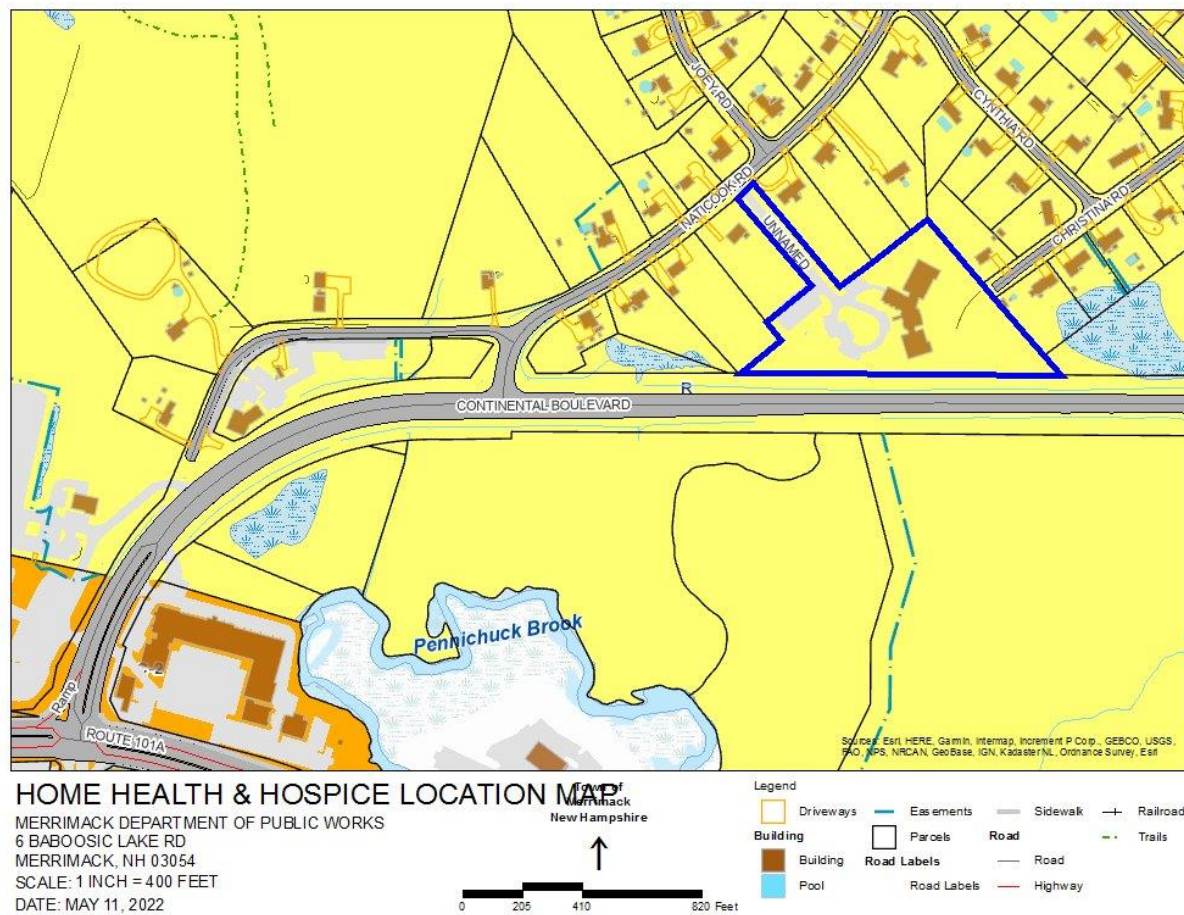 JOEY RD
CYNTHIA RD
CHRISTINA RD
NATICOOK RD
UNNAMED
R
CONTINENTAL BOULEVARD
Pennichuck Brook
Ramp
ROUTE 101A
Sources: Esri, HERE, Garmin, Intermap, increment P Corp., GEBCO, USGS,
FAO, NPS, NRCAN, GeoBase, IGN, Kadaster NL, Ordnance Survey, Esri
HOME HEALTH & HOSPICE LOCATION MAP
MERRIMACK DEPARTMENT OF PUBLIC WORKS
6 BABOOSIC LAKE RD
MERRIMACK, NH 03054
SCALE: 1 INCH = 400 FEET
DATE: MAY 11, 2022
Town of
Merrimack
New Hampshire
0 205 410 820 Feet
Legend
Driveways
Building
Building
Pool
Easements
Parcels
Road Labels
Road Labels
Sidewalk
Road
Road
Highway
Railroad
Trails